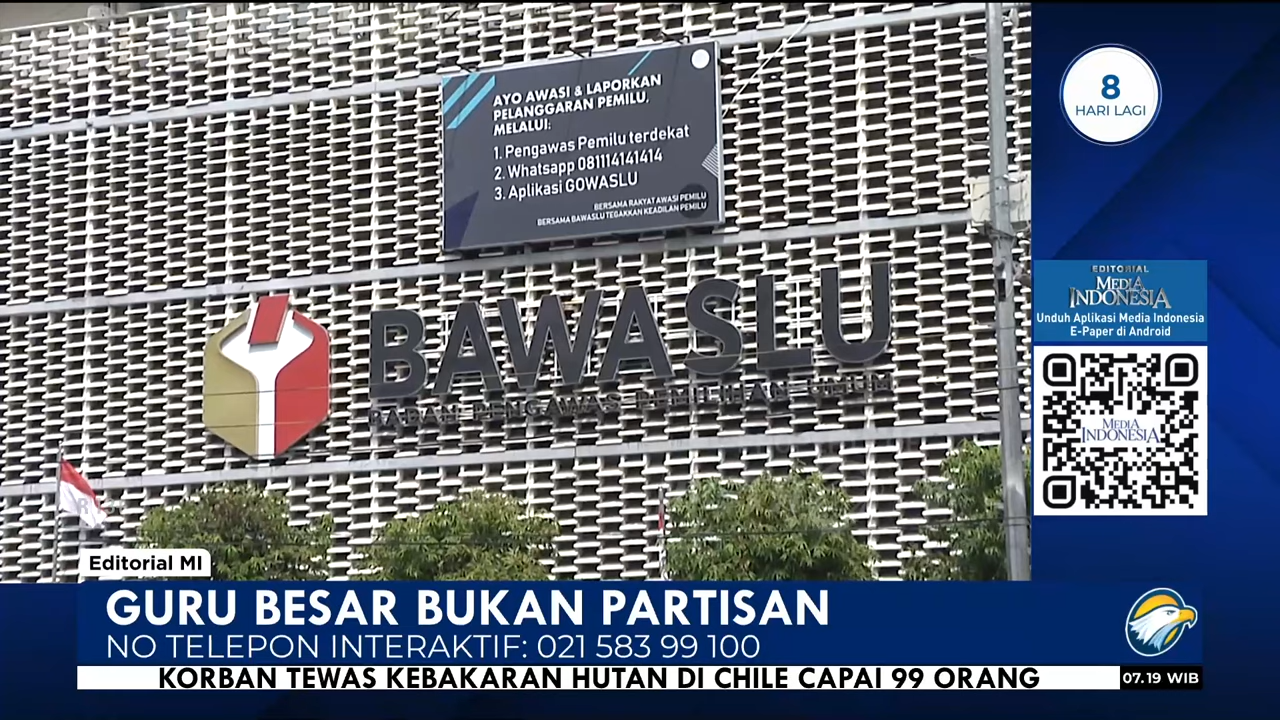 AYO AWASI & LAPORKAN
PELANGGARAN PEMILU,
MELALUI:
1. Pengawas Pemilu terdekat
2. Whatsapp 081114141414
3. Aplikasi GOWASLU
BERSAMA RAKYAT AWASI PEMILU
BERSAMA BAWASLU TEGAKKAN KEADILAN PEMILU
BAWASLU
BADAN PENGAWAS PEMILIHAN UMUM
8
HARI LAGI
EDITORIAL
MEDIA
INDONESIA
Unduh Aplikasi Media Indonesia
E-Paper di Android
MEDIA
INDONESIA
Editorial MI
GURU BESAR BUKAN PARTISAN
NO TELEPON INTERAKTIF: 021 583 99 100
KORBAN TEWAS KEBAKARAN HUTAN DI CHILE CAPAI 99 ORANG
07.19 WIB